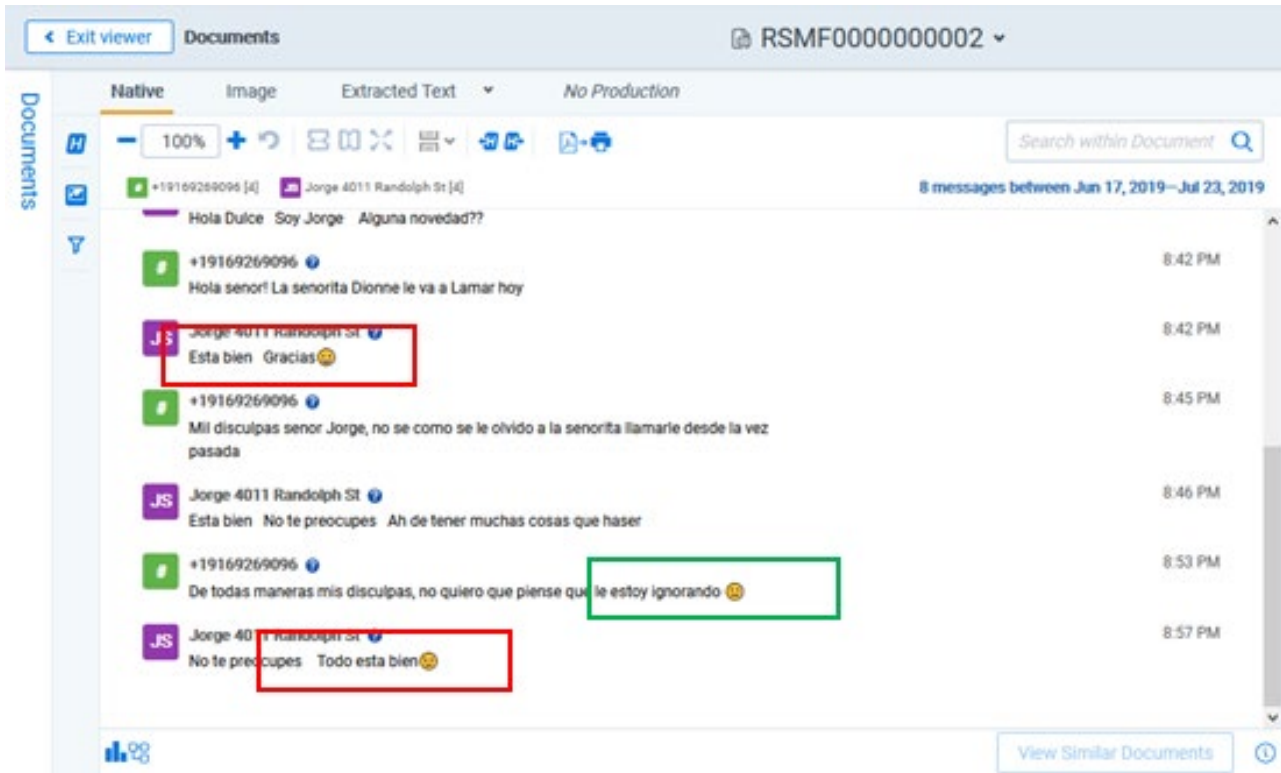 Exit viewer
Documents
RSMF0000000002
Documents
Native Image Extracted Text No Production
100%
Search within Document
+19169269096 [4] Jorge 4011 Randolph St [4]
8 messages between Jun 17, 2019—Jul 23, 2019
Hola Dulce Soy Jorge Alguna novedad??
+19169269096
8:42 PM
Hola senor! La senorita Dionne le va a Lamar hoy
JS
Jorge 4011 Randolph St
8:42 PM
Esta bien Gracias😀
+19169269096
8:45 PM
Mil disculpas senor Jorge, no se como se le olvido a la senorita llamarle desde la vez
pasada
JS
Jorge 4011 Randolph St
8:46 PM
Esta bien No te preocupes Ah de tener muchas cosas que haser
+19169269096
8:53 PM
De todas maneras mis disculpas, no quiero que piense que le estoy ignorando 🙁
JS
Jorge 4011 Randolph St
8:57 PM
No te preocupes Todo esta bien😟
View Similar Documents